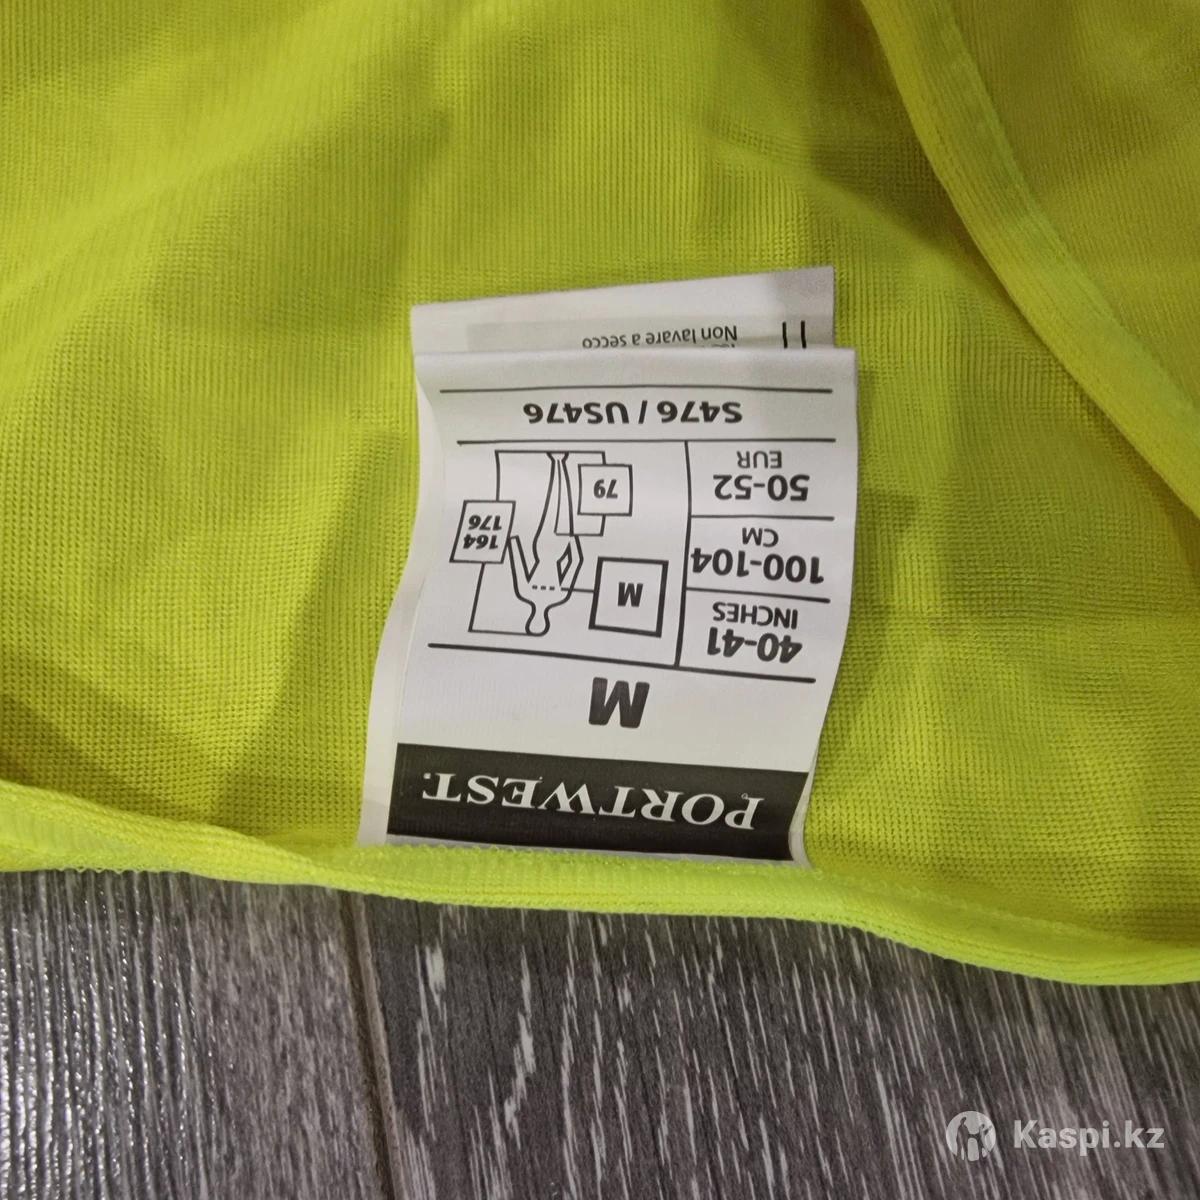 PORTWEST.
M
40-41
INCHES
100-104
CM
50-52
EUR
M
164
176
79
S476 / US476
Non lavare a secco
Kaspi.kz